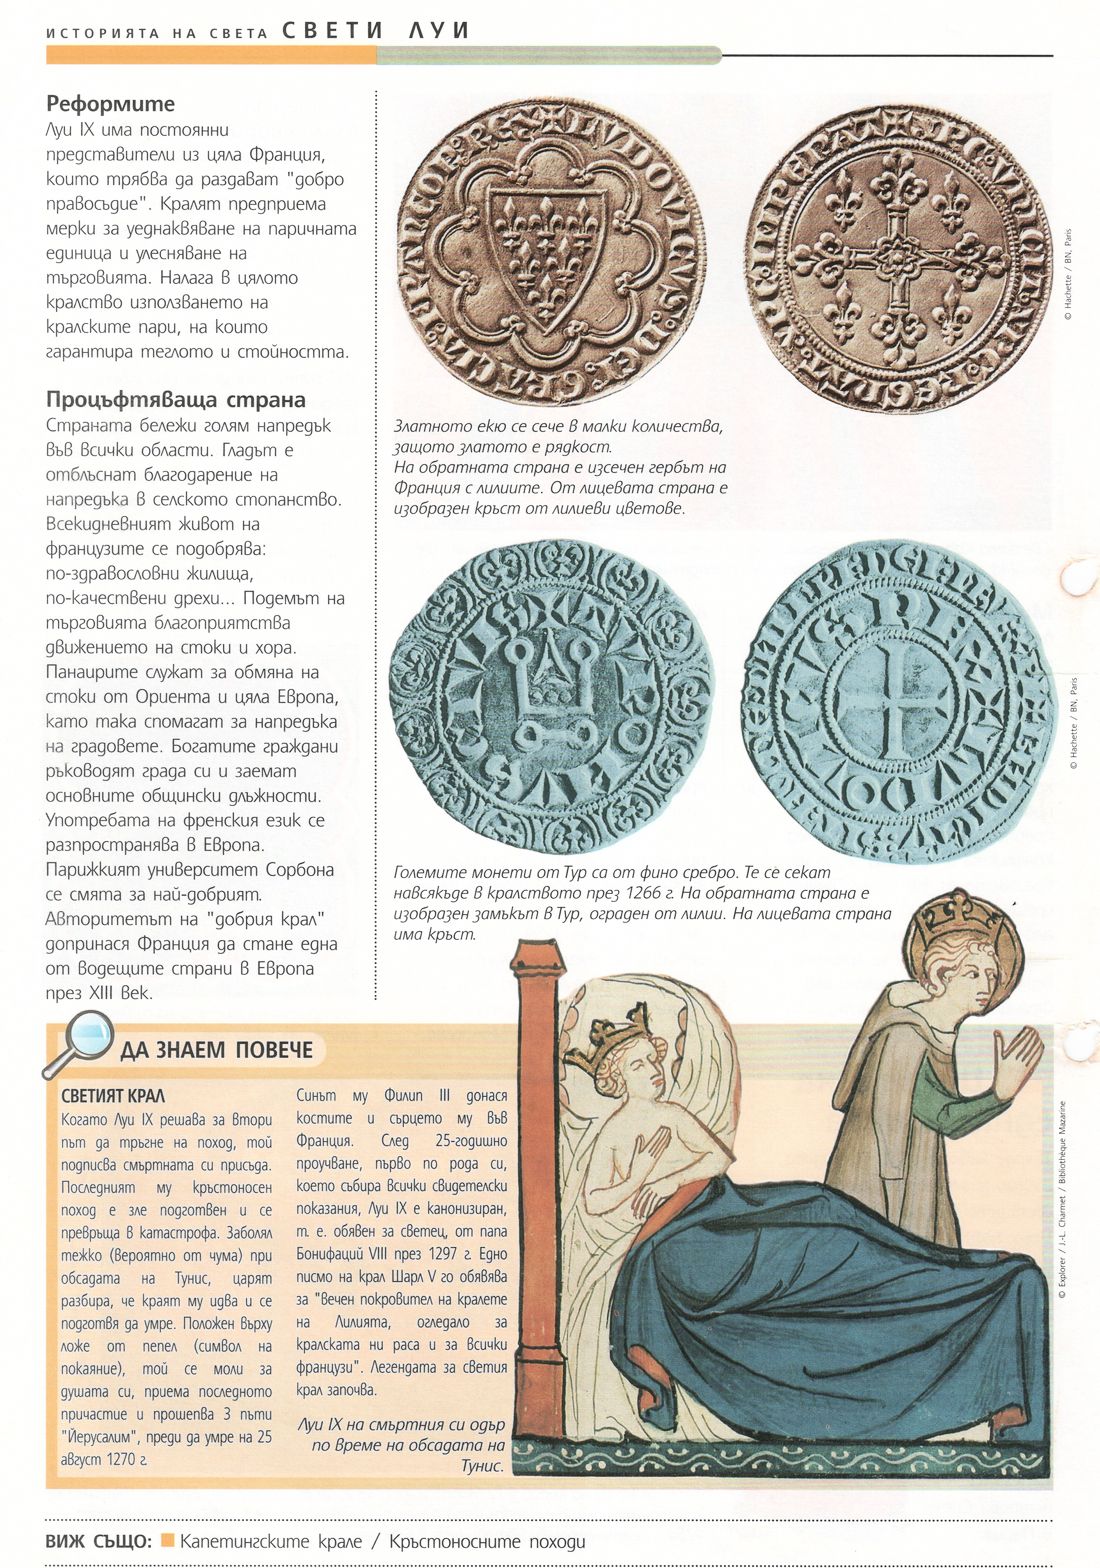 ИСТОРИЯТА НА СВЕТА СВЕТИ ЛУИ
Реформите
Луи IX има постоянни
представители из цяла Франция,
които трябва да раздават "добро
правосъдие". Кралят предприема
мерки за уеднаквяване на паричната
единица и улесняване на
търговията. Налага в цялото
кралство използването на
кралските пари, на които
гарантира теглото и стойността.
Процъфтяваща страна
Страната бележи голям напредък
във всички области. Гладът е
отблъснат благодарение на
напредъка в селското стопанство.
Всекидневният живот на
французите се подобрява:
по-здравословни жилища,
по-качествени дрехи... Подемът на
търговията благоприятства
движението на стоки и хора.
Панаирите служат за обмяна на
стоки от Ориента и цяла Европа,
като така спомагат за напредъка
на градовете. Богатите граждани
ръководят града си и заемат
основните общински длъжности.
Употребата на френския език се
разпространява в Европа.
Парижкият университет Сорбона
се смята за най-добрият.
Авторитетът на "добрия крал"
допринася Франция да стане една
от водещите страни в Европа
през XIII век.
© Hachette / BN, Paris
Златното екю се сече в малки количества,
защото златото е рядкост.
На обратната страна е изсечен гербът на
Франция с лилиите. От лицевата страна е
изобразен кръст от лилиеви цветове.
© Hachette / BN, Paris
Големите монети от Тур са от фино сребро. Те се секат
навсякъде в кралството през 1266 г. На обратната страна е
изобразен замъкът в Тур, ограден от лилии. На лицевата страна
има кръст.
ДА ЗНАЕМ ПОВЕЧЕ
СВЕТИЯТ КРАЛ
Когато Луи IX решава за втори
път да тръгне на поход, той
подписва смъртната си присъда.
Последният му кръстоносен
поход е зле подготвен и се
превръща в катастрофа. Заболял
тежко (вероятно от чума) при
обсадата на Тунис, царят
разбира, че краят му идва и се
подготвя да умре. Положен върху
ложе от пепел (символ на
покаяние), той се моли за
душата си, приема последното
причастие и прошепва 3 пъти
"Йерусалим", преди да умре на 25
август 1270 г.
Синът му Филип III донася
костите и сърцето му във
Франция. След 25-годишно
проучване, първо по рода си,
което събира всички свидетелски
показания, Луи IX е канонизиран,
т. е. обявен за светец, от папа
Бонифаций VIII през 1297 г. Едно
писмо на крал Шарл V го обявява
за "вечен покровител на кралете
на Лилията, огледало за
кралската ни раса и за всички
французи". Легендата за светия
крал започва.
Луи IX на смъртния си одър
по време на обсадата на
Тунис.
© Explorer / J.-L. Charmet / Bibliothèque Mazarine
ВИЖ СЪЩО: Капетингските крале / Кръстоносните походи